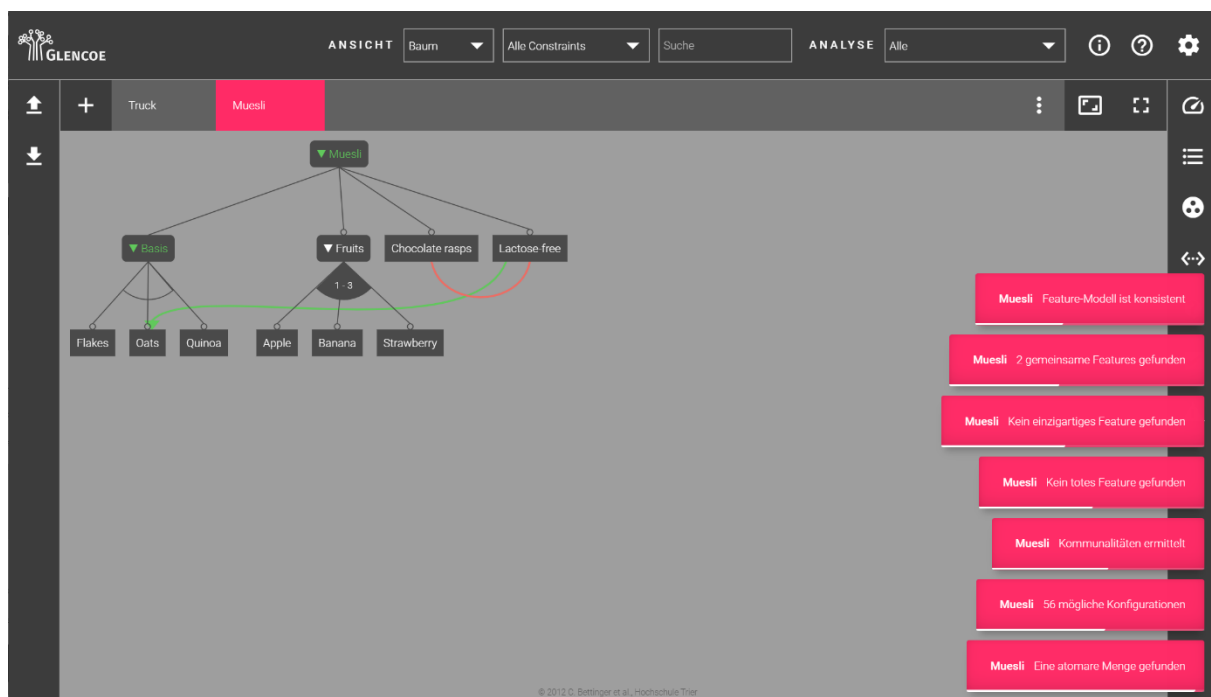 GLENCOE
ANSICHT Baum Alle Constraints Suche ANALYSE Alle
Truck Muesli
Muesli
Basis Fruits Chocolate rasps Lactose-free
1 - 3
Flakes Oats Quinoa Apple Banana Strawberry
Muesli Feature-Modell ist konsistent
Muesli 2 gemeinsame Features gefunden
Muesli Kein einzigartiges Feature gefunden
Muesli Kein totes Feature gefunden
Muesli Kommunalitäten ermittelt
Muesli 56 mögliche Konfigurationen
Muesli Eine atomare Menge gefunden
© 2012 C. Bettinger et al., Hochschule Trier